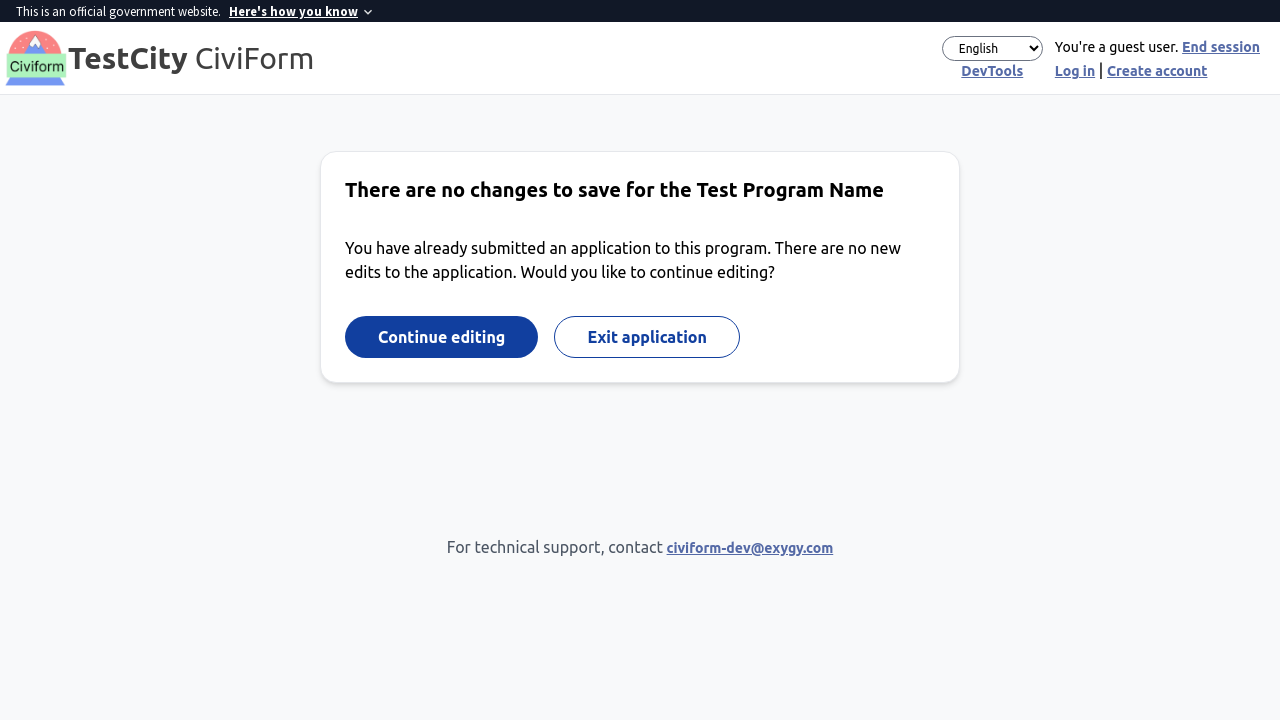 This is an official government website. Here's how you know
Civiform
TestCity CiviForm
English
You're a guest user. End session
DevTools
Log in | Create account
There are no changes to save for the Test Program Name
You have already submitted an application to this program. There are no new
edits to the application. Would you like to continue editing?
Continue editing
Exit application
For technical support, contact civiform-dev@exygy.com